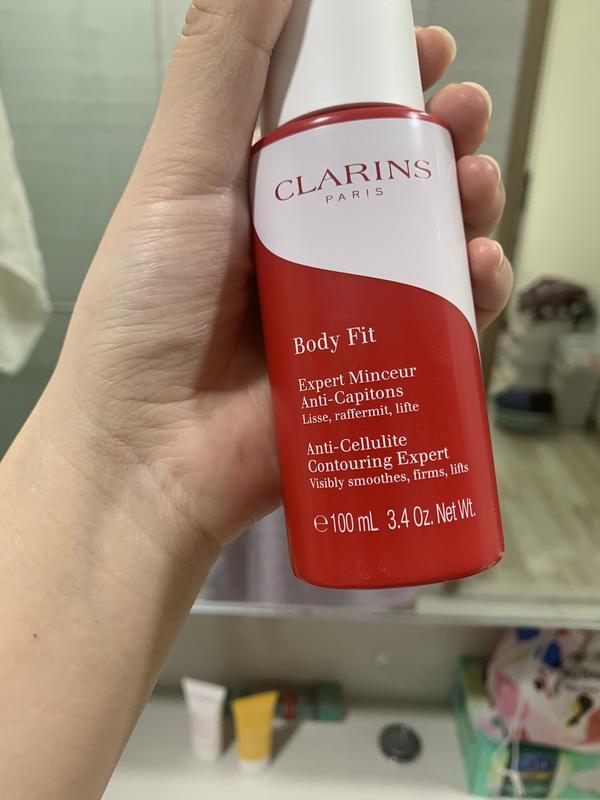 CLARINS
PARIS
Body Fit
Expert Minceur
Anti-Capitons
Lisse, raffermit, lifte
Anti-Cellulite
Contouring Expert
Visibly smoothes, firms, lifts
℮100 mL 3.4 Oz. Net Wt.